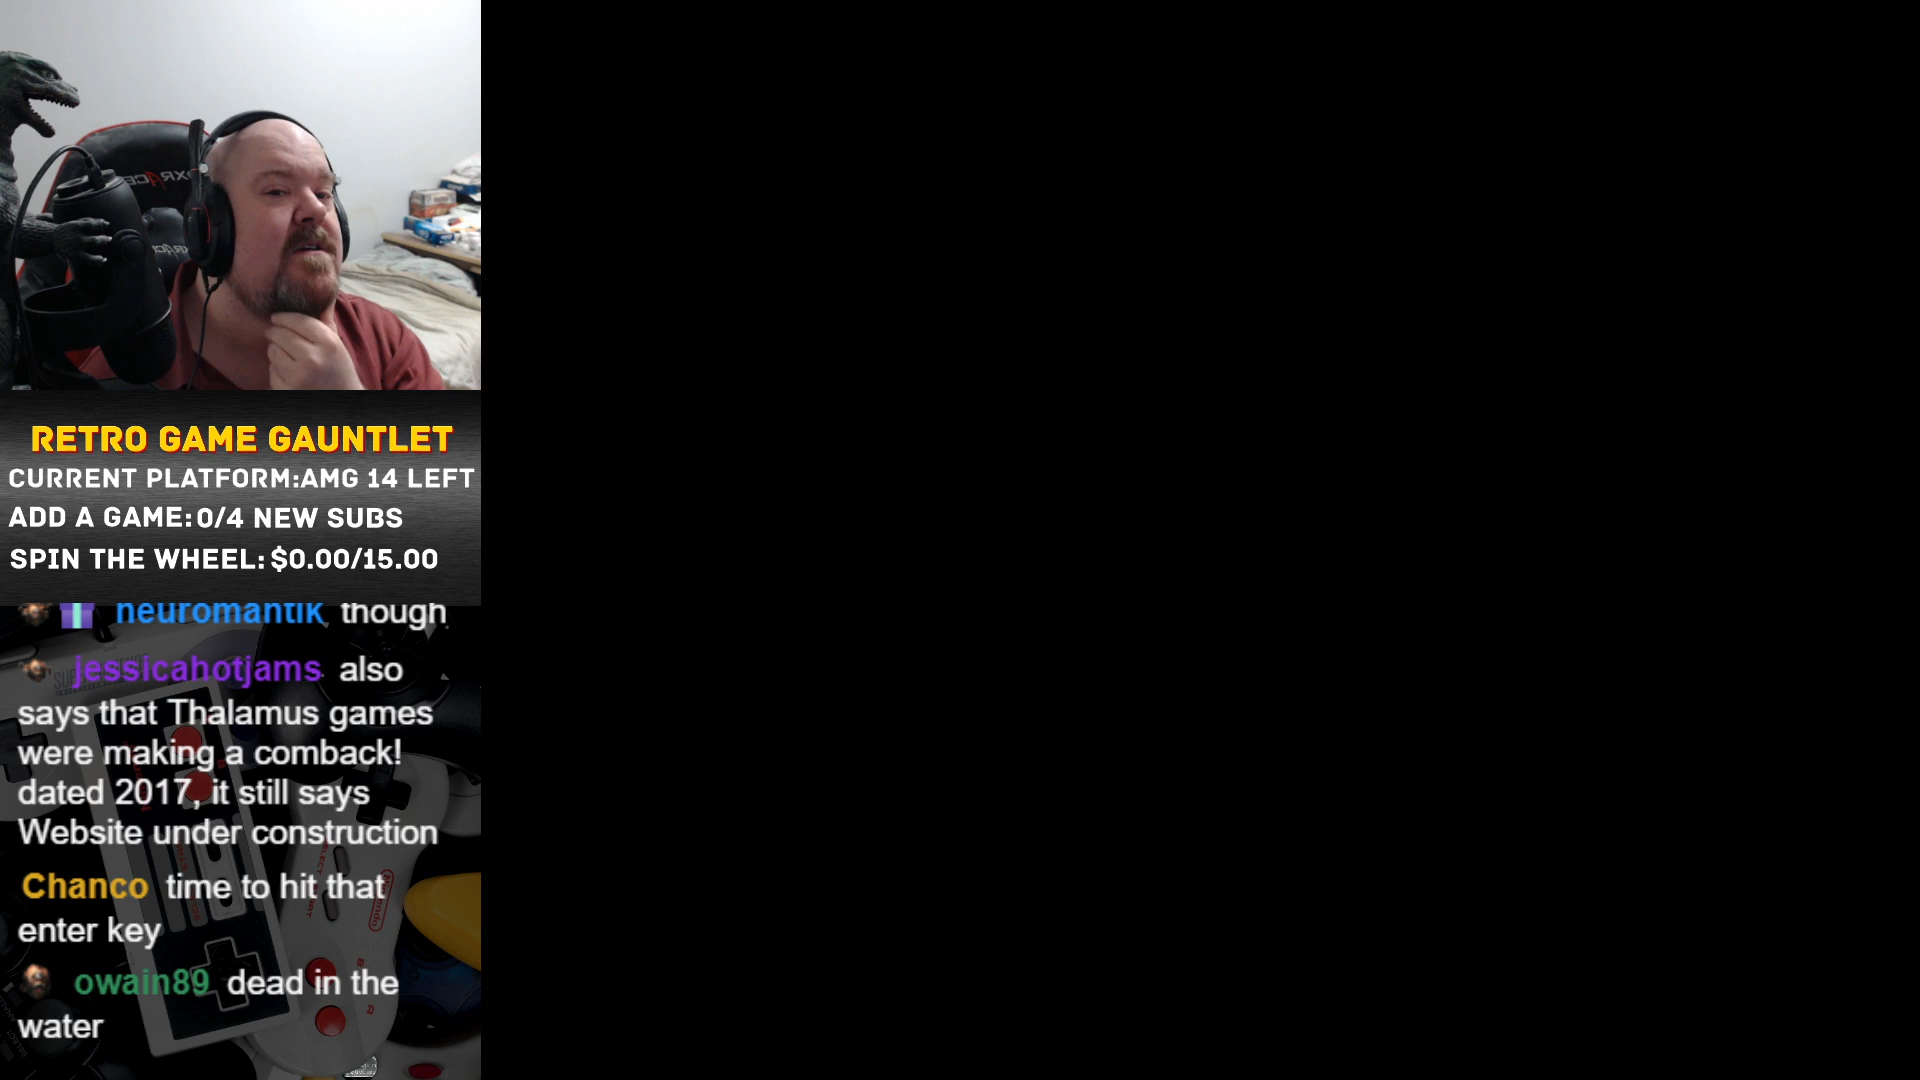 RETRO GAME GAUNTLET
CURRENT PLATFORM:AMG 14 LEFT
ADD A GAME: 0/4 NEW SUBS
SPIN THE WHEEL: $0.00/15.00
neuromantik though
jessicahotjams also
says that Thalamus games
were making a comback!
dated 2017, it still says
Website under construction
Chanco time to hit that
enter key
owain89 dead in the
water